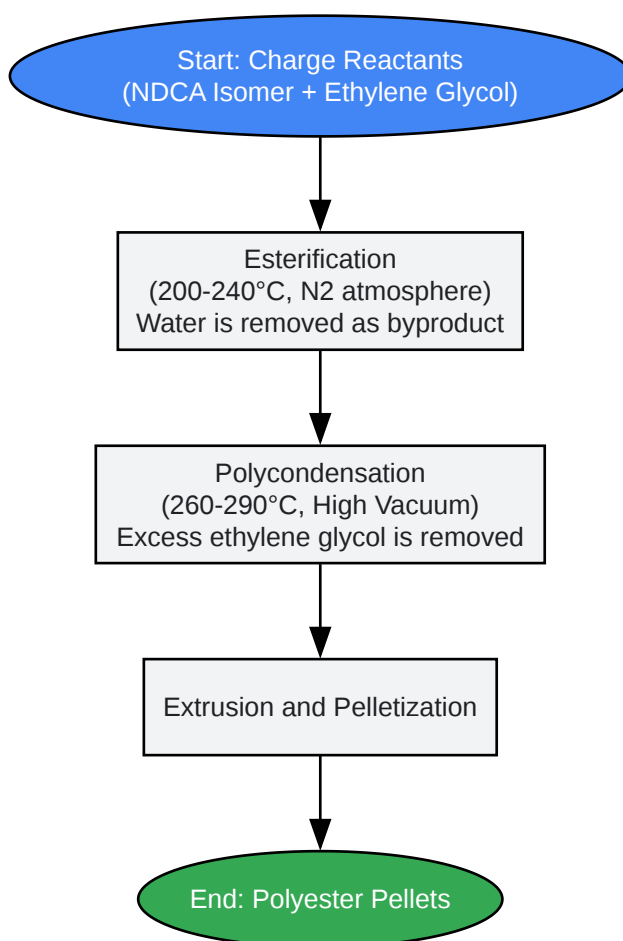 Start: Charge Reactants
(NDCA Isomer + Ethylene Glycol)
Esterification
(200-240°C, N2 atmosphere)
Water is removed as byproduct
Polycondensation
(260-290°C, High Vacuum)
Excess ethylene glycol is removed
Extrusion and Pelletization
End: Polyester Pellets